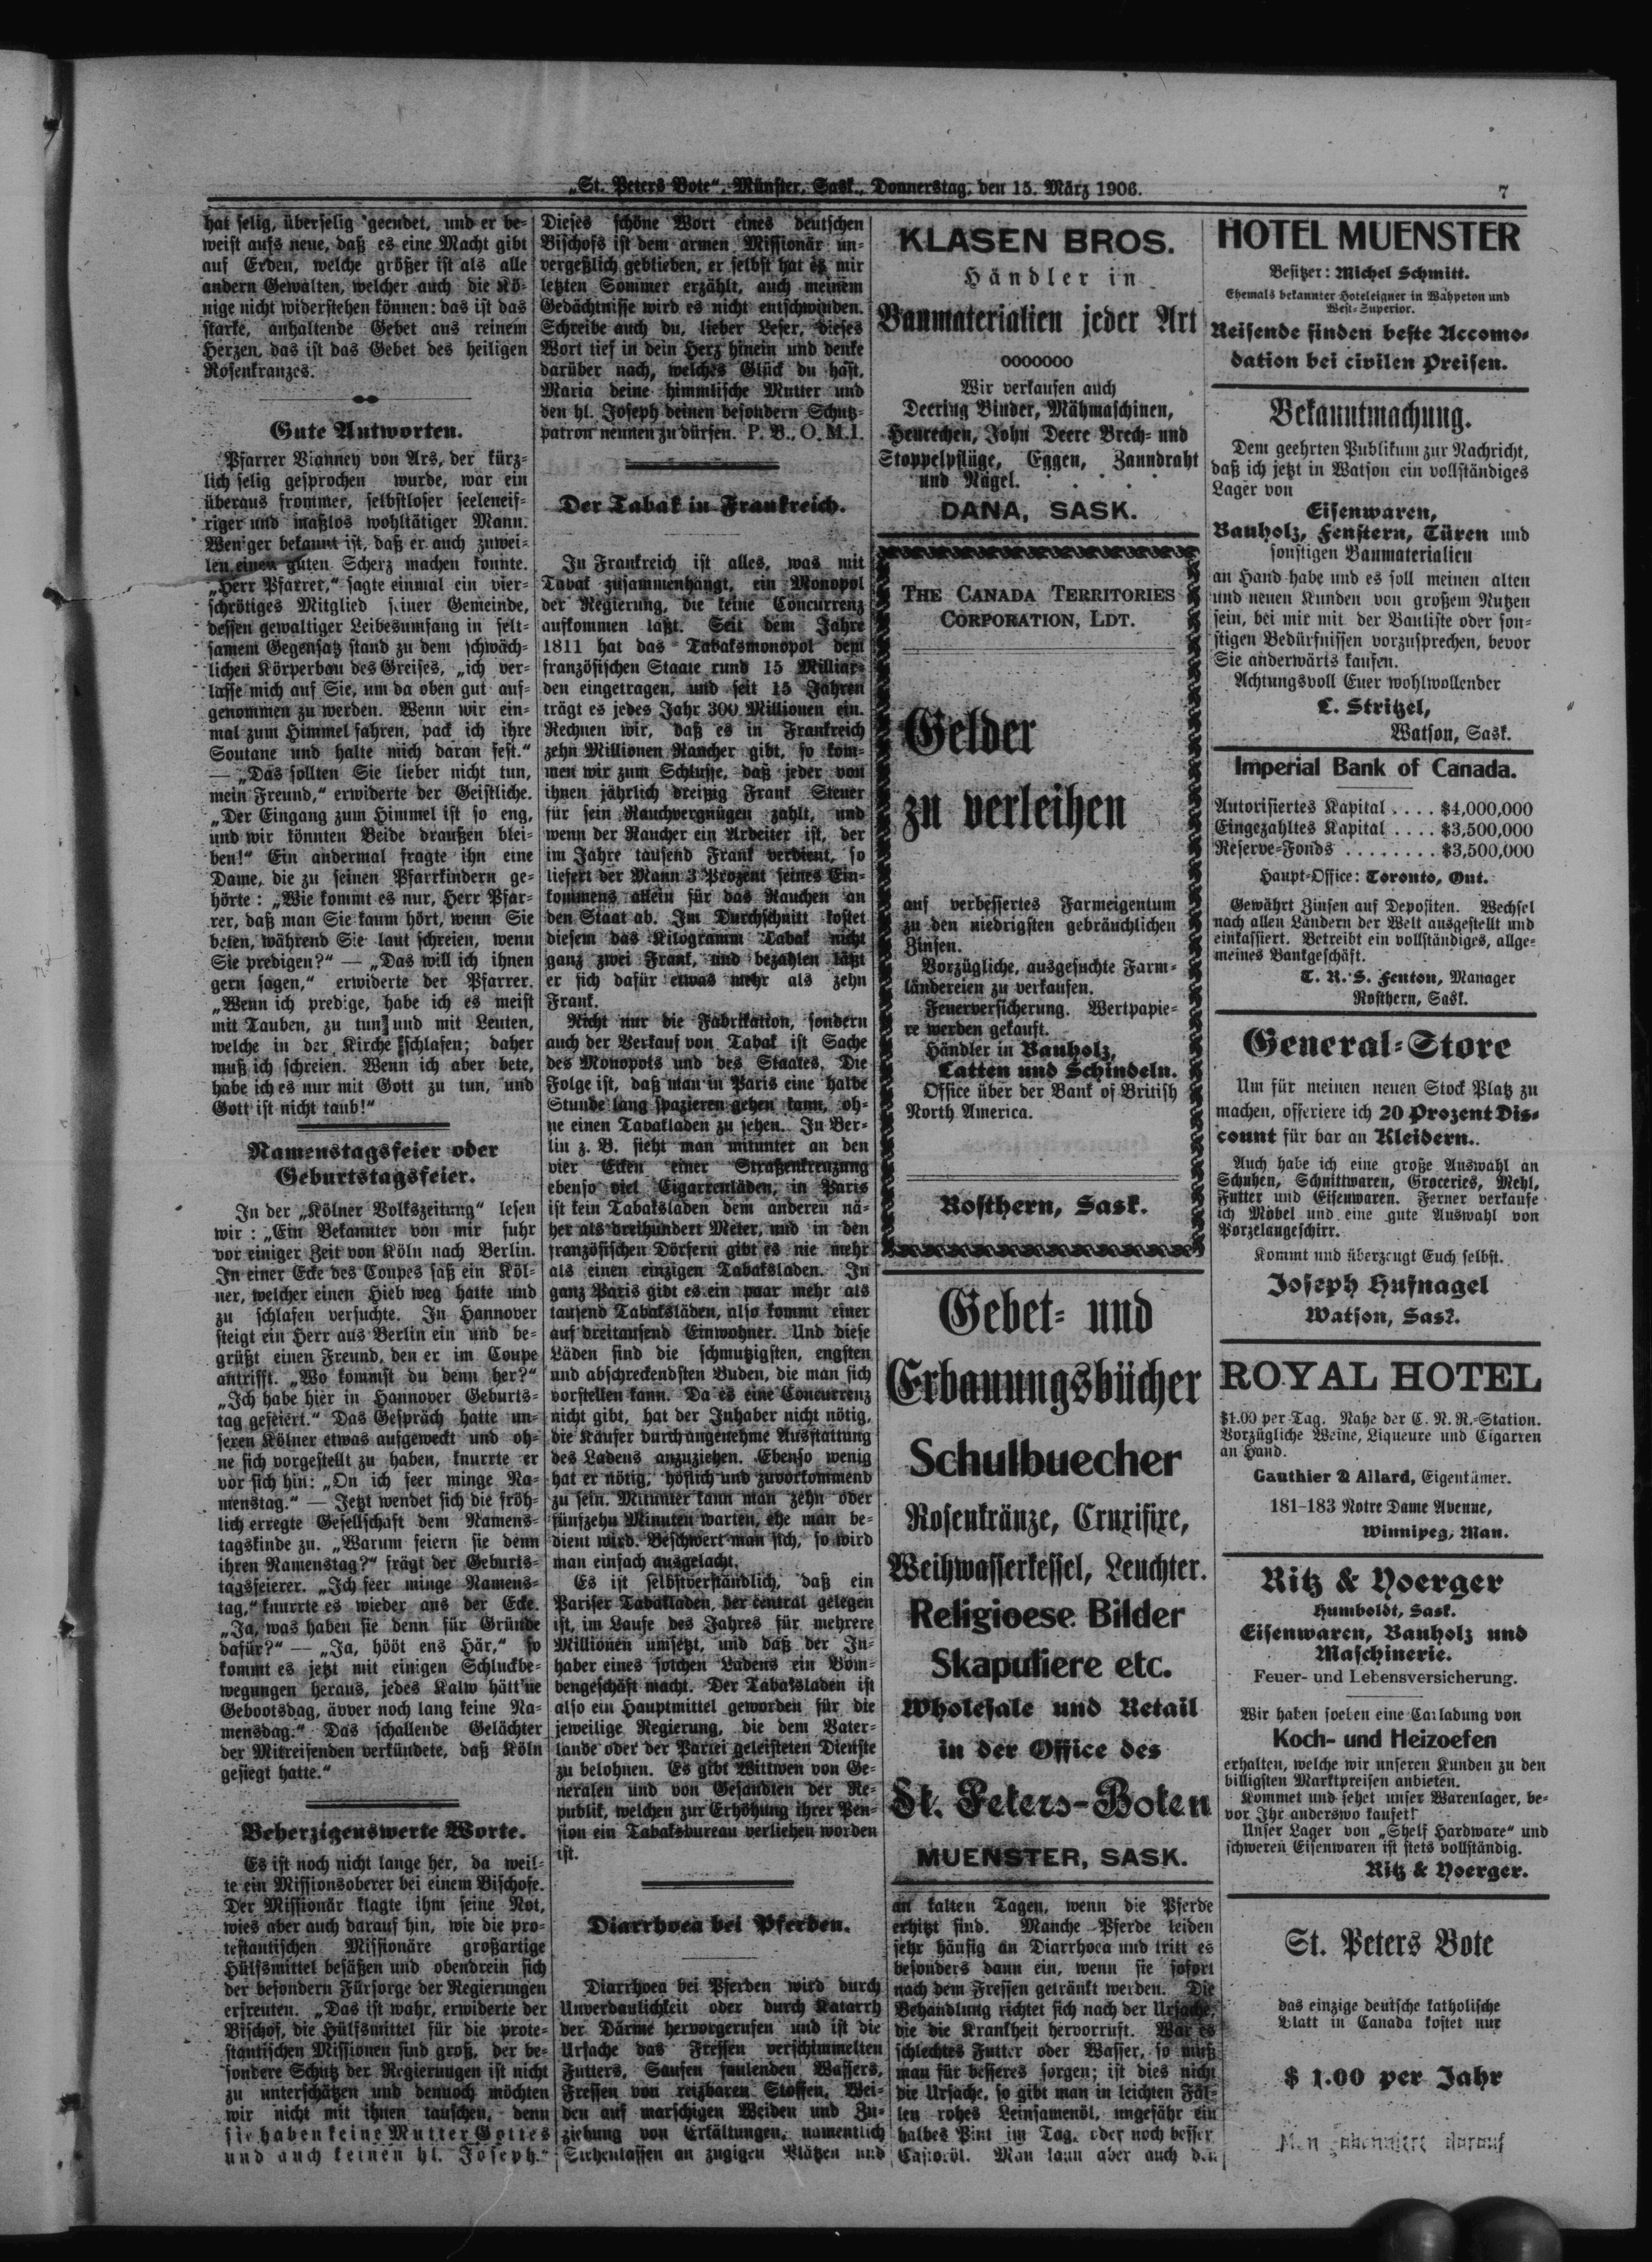 „St. Peters Bote“, Münster, Sask., Donnerstag, den 15. März 1906.
7
hat selig, überselig geendet, und er be-
weist aufs neue, daß es eine Macht gibt
auf Erden, welche größer ist als alle
andern Gewalten, welcher auch die Kö-
nige nicht widerstehen können: das ist das
starke, anhaltende Gebet aus reinem
Herzen, das ist das Gebet des heiligen
Rosenkranzes.
Gute Antworten.
Pfarrer Vianney von Ars, der kürz-
lich selig gesprochen wurde, war ein
überaus frommer, selbstloser seeleneif-
riger und maßlos wohltätiger Mann.
Weniger bekannt ist, daß er auch zuwei-
len einen guten Scherz machen konnte.
„Herr Pfarrer,“ sagte einmal ein vier-
schrötiges Mitglied seiner Gemeinde,
dessen gewaltiger Leibesumfang in selt-
samem Gegensatz stand zu dem schwäch-
lichen Körperbau des Greises, „ich ver-
lasse mich auf Sie, um da oben gut auf-
genommen zu werden. Wenn wir ein-
mal zum Himmel fahren, pack ich ihre
Soutane und halte mich daran fest.“
— „Das sollten Sie lieber nicht tun,
mein Freund,“ erwiderte der Geistliche.
„Der Eingang zum Himmel ist so eng,
und wir könnten Beide draußen blei-
ben!“ Ein andermal fragte ihn eine
Dame, die zu seinen Pfarrkindern ge-
hörte: „Wie kommt es nur, Herr Pfar-
rer, daß man Sie kaum hört, wenn Sie
beten, während Sie laut schreien, wenn
Sie predigen?“ — „Das will ich ihnen
gern sagen,“ erwiderte der Pfarrer.
„Wenn ich predige, habe ich es meist
mit Tauben, zu tun und mit Leuten,
welche in der Kirche schlafen; daher
muß ich schreien. Wenn ich aber bete,
habe ich es nur mit Gott zu tun, und
Gott ist nicht taub!“
Namenstagsfeier oder
Geburtstagsfeier.
In der „Kölner Volkszeitung“ lesen
wir: „Ein Bekannter von mir fuhr
vor einiger Zeit von Köln nach Berlin.
In einer Ecke des Coupes saß ein Köl-
ner, welcher einen Hieb weg hatte und
zu schlafen versuchte. In Hannover
steigt ein Herr aus Berlin ein und be-
grüßt einen Freund, den er im Coupe
antrifft. „Wo kommst du denn her?“
„Ich habe hier in Hannover Geburts-
tag gefeiert.“ Das Gespräch hatte un-
seren Kölner etwas aufgeweckt und oh-
ne sich vorgestellt zu haben, knurrte er
vor sich hin: „On ich feer minge Na-
menstag.“ — Jetzt wendet sich die fröh-
lich erregte Gesellschaft dem Namens-
tagskinde zu. „Warum feiern sie denn
ihren Namenstag?“ frägt der Geburts-
tagsfeierer. „Ich feer minge Namens-
tag,“ knurrte es wieder aus der Ecke.
„Ja, was haben sie denn für Gründe
dafür?“ — „Ja, hööt ens Här,“ so
kommt es jetzt mit einigen Schluckbe-
wegungen heraus, jedes Kalw hätt'ne
Gebootsdag, ävver noch lang keine Na-
mensdag.“ Das schallende Gelächter
der Mitreisenden verkündete, daß Köln
gesiegt hatte.“
Beherzigenswerte Worte.
Es ist noch nicht lange her, da weil-
te ein Missionsoberer bei einem Bischofe.
Der Missionär klagte ihm seine Not,
wies aber auch darauf hin, wie die pro-
testantischen Missionäre großartige
Hülfsmittel besäßen und obendrein sich
der besondern Fürsorge der Regierungen
erfreuten. „Das ist wahr, erwiderte der
Bischof, die Hülfsmittel für die prote-
stantischen Missionen sind groß, der be-
sondere Schutz der Regierungen ist nicht
zu unterschätzen und dennoch möchten
wir nicht mit ihnen tauschen, denn
sie haben keine Mutter Gottes
und auch keinen hl. Joseph.“
Dieses schöne Wort eines deutschen
Bischofs ist dem armen Missionär un-
vergeßlich geblieben, er selbst hat es mir
letzten Sommer erzählt, auch meinem
Gedächtnisse wird es nicht entschwinden.
Schreibe auch du, lieber Leser, dieses
Wort tief in dein Herz hinein und denke
darüber nach, welches Glück du hast,
Maria deine himmlische Mutter und
den hl. Joseph deinen besondern Schutz-
patron nennen zu dürfen. P. B., O. M. I.
Der Tabak in Frankreich.
In Frankreich ist alles, was mit
Tabak zusammenhängt, ein Monopol
der Regierung, die keine Concurrenz
aufkommen läßt. Seit dem Jahre
1811 hat das Tabaksmonopol dem
französischen Staate rund 15 Milliar-
den eingetragen, und seit 15 Jahren
trägt es jedes Jahr 300 Millionen ein.
Rechnen wir, daß es in Frankreich
zehn Millionen Raucher gibt, so kom-
men wir zum Schlusse, daß jeder von
ihnen jährlich dreißig Frank Steuer
für sein Rauchvergnügen zahlt, und
wenn der Raucher ein Arbeiter ist, der
im Jahre tausend Frank verdient, so
liefert der Mann 3 Prozent seines Ein-
kommens allein für das Rauchen an
den Staat ab. Im Durchschnitt kostet
diesem das Kilogramm Tabak nicht
ganz zwei Frank, und bezahlen läßt
er sich dafür etwas mehr als zehn
Frank.
Nicht nur die Fabrikation, sondern
auch der Verkauf von Tabak ist Sache
des Monopols und des Staates. Die
Folge ist, daß man in Paris eine halbe
Stunde lang spazieren gehen kann, oh-
ne einen Tabakladen zu sehen. In Ber-
lin z. B. sieht man mitunter an den
vier Ecken einer Straßenkreuzung
ebenso viel Cigarrenläden, in Paris
ist kein Tabaksladen dem anderen nä-
her als dreihundert Meter, und in den
französischen Dörfern gibt es nie mehr
als einen einzigen Tabaksladen. In
ganz Paris gibt es ein paar mehr als
tausend Tabaksläden, also kommt einer
auf dreitausend Einwohner. Und diese
Läden sind die schmutzigsten, engsten
und abschreckendsten Buden, die man sich
vorstellen kann. Da es eine Concurrenz
nicht gibt, hat der Inhaber nicht nötig,
die Käufer durch angenehme Ausstattung
des Ladens anzuziehen. Ebenso wenig
hat er nötig, höflich und zuvorkommend
zu sein. Mitunter kann man zehn oder
fünfzehn Minuten warten, ehe man be-
dient wird. Beschwert man sich, so wird
man einfach ausgelacht.
Es ist selbstverständlich, daß ein
Pariser Tabakladen, der central gelegen
ist, im Laufe des Jahres für mehrere
Millionen umsetzt, und daß der In-
haber eines solchen Ladens ein Bom-
bengeschäft macht. Der Tabaksladen ist
also ein Hauptmittel geworden für die
jeweilige Regierung, die dem Vater-
lande oder der Partei geleisteten Dienste
zu belohnen. Es gibt Wittwen von Ge-
neralen und von Gesandten der Re-
publik, welchen zur Erhöhung ihrer Pen-
sion ein Tabaksbureau verliehen worden
ist.
Diarrhoea bei Pferden.
Diarrhoea bei Pferden wird durch
Unverdaulichkeit oder durch Katarrh
der Därme hervorgerufen und ist die
Ursache das Fressen verschimmelten
Futters, Saufen faulenden Wassers,
Fressen von reizbaren Stoffen, Wei-
den auf marschigen Weiden und Zu-
ziehung von Erkältungen, namentlich
Stehenlassen an zugigen Plätzen und
KLASEN BROS.
Händler in
Baumaterialien jeder Art
ooooooo
Wir verkaufen auch
Deering Binder, Mähmaschinen,
Heurechen, John Deere Brech- und
Stoppelpflüge, Eggen, Zaundraht
und Nägel. . . . .
DANA, SASK.
THE CANADA TERRITORIES
CORPORATION, LDT.
Gelder
zu verleihen
auf verbessertes Farmeigentum
zu den niedrigsten gebräuchlichen
Zinsen.
Vorzügliche, ausgesuchte Farm-
ländereien zu verkaufen.
Feuerversicherung. Wertpapie-
re werden gekauft.
Händler in Bauholz,
Latten und Schindeln.
Office über der Bank of British
North America.
Rosthern, Sask.
Gebet- und
Erbauungsbücher
Schulbuecher
Rosenkränze, Cruxifixe,
Weihwasserkessel, Leuchter.
Religioese Bilder
Skapuliere etc.
Wholesale und Retail
in der Office des
St. Peters-Boten
MUENSTER, SASK.
an kalten Tagen, wenn die Pferde
erhitzt sind. Manche Pferde leiden
sehr häufig an Diarrhoea und tritt es
besonders dann ein, wenn sie sofort
nach dem Fressen getränkt werden. Die
Behandlung richtet sich nach der Ursache,
die die Krankheit hervorruft. War es
schlechtes Futter oder Wasser, so muß
man für besseres sorgen; ist dies nicht
die Ursache, so gibt man in leichten Fäl-
len rohes Leinsamenöl, ungefähr ein
halbes Pint im Tag, oder noch besser
Castoröl. Man kann aber auch den
HOTEL MUENSTER
Besitzer: Michel Schmitt.
Ehemals bekannter Hoteleigner in Wahpeton und
West-Superior.
Reisende finden beste Accomo-
dation bei civilen Preisen.
Bekanntmachung.
Dem geehrten Publikum zur Nachricht,
daß ich jetzt in Watson ein vollständiges
Lager von
Eisenwaren,
Bauholz, Fenstern, Türen und
sonstigen Baumaterialien
an Hand habe und es soll meinen alten
und neuen Kunden von großem Nutzen
sein, bei mir mit der Bauliste oder son-
stigen Bedürfnissen vorzusprechen, bevor
Sie anderwärts kaufen.
Achtungsvoll Euer wohlwollender
C. Stritzel,
Watson, Sask.
Imperial Bank of Canada.
Autorisiertes Kapital . . . . $4,000,000
Eingezahltes Kapital . . . . $3,500,000
Reserve-Fonds . . . . . . . . $3,500,000
Haupt-Office: Toronto, Ont.
Gewährt Zinsen auf Depositen. Wechsel
nach allen Ländern der Welt ausgestellt und
einkassiert. Betreibt ein vollständiges, allge-
meines Bankgeschäft.
T. R. S. Fenton, Manager
Rosthern, Sask.
General-Store
Um für meinen neuen Stock Platz zu
machen, offeriere ich 20 Prozent Dis-
count für bar an Kleidern..
Auch habe ich eine große Auswahl an
Schuhen, Schnittwaren, Groceries, Mehl,
Futter und Eisenwaren. Ferner verkaufe
ich Möbel und eine gute Auswahl von
Porzelangeschirr.
Kommt und überzeugt Euch selbst.
Joseph Hufnagel
Watson, Sask.
ROYAL HOTEL
$1.00 per Tag. Nahe der C. N. R.-Station.
Vorzügliche Weine, Liqueure und Cigarren
an Hand.
Gauthier & Allard, Eigentümer.
181-183 Notre Dame Avenue,
Winnipeg, Man.
Ritz & Yoerger
Humboldt, Sask.
Eisenwaren, Bauholz und
Maschinerie.
Feuer- und Lebensversicherung.
Wir haben soeben eine Carladung von
Koch- und Heizoefen
erhalten, welche wir unseren Kunden zu den
billigsten Marktpreisen anbieten.
Kommet und sehet unser Warenlager, be-
vor Ihr anderswo kaufet!
Unser Lager von „Shelf Hardware“ und
schweren Eisenwaren ist stets vollständig.
Ritz & Yoerger.
St. Peters Bote
das einzige deutsche katholische
Blatt in Canada kostet nur
$ 1.00 per Jahr
Man abonniere darauf